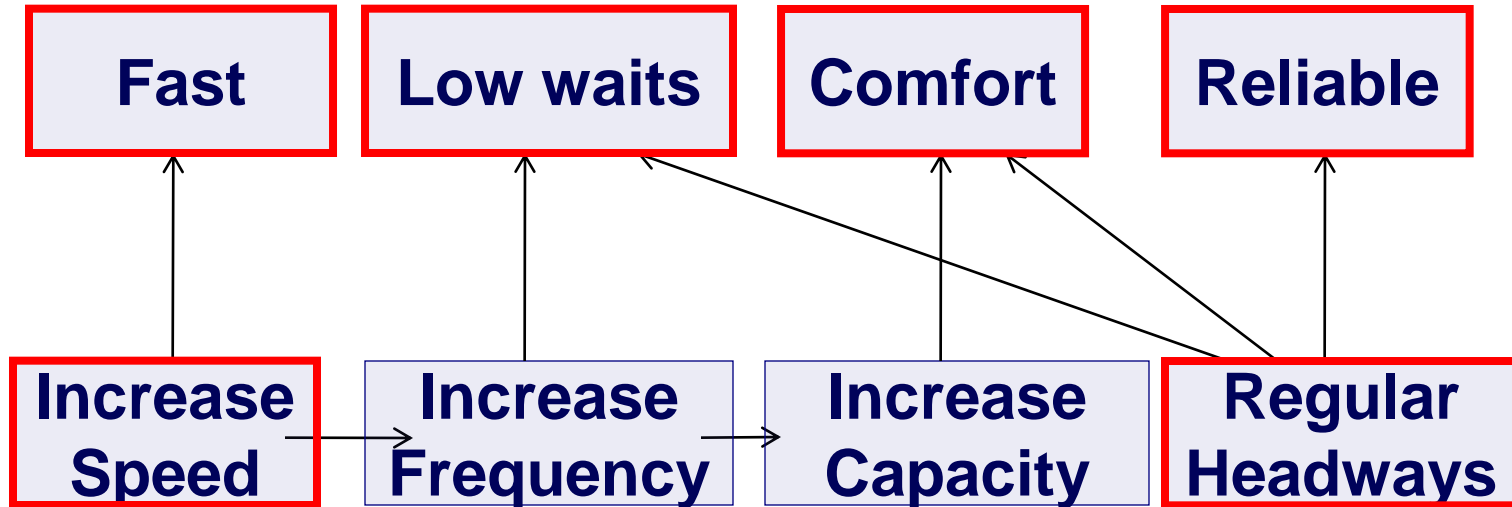 Fast
Low waits
Comfort
Reliable
Increase
Speed
Increase
Frequency
Increase
Capacity
Regular
Headways